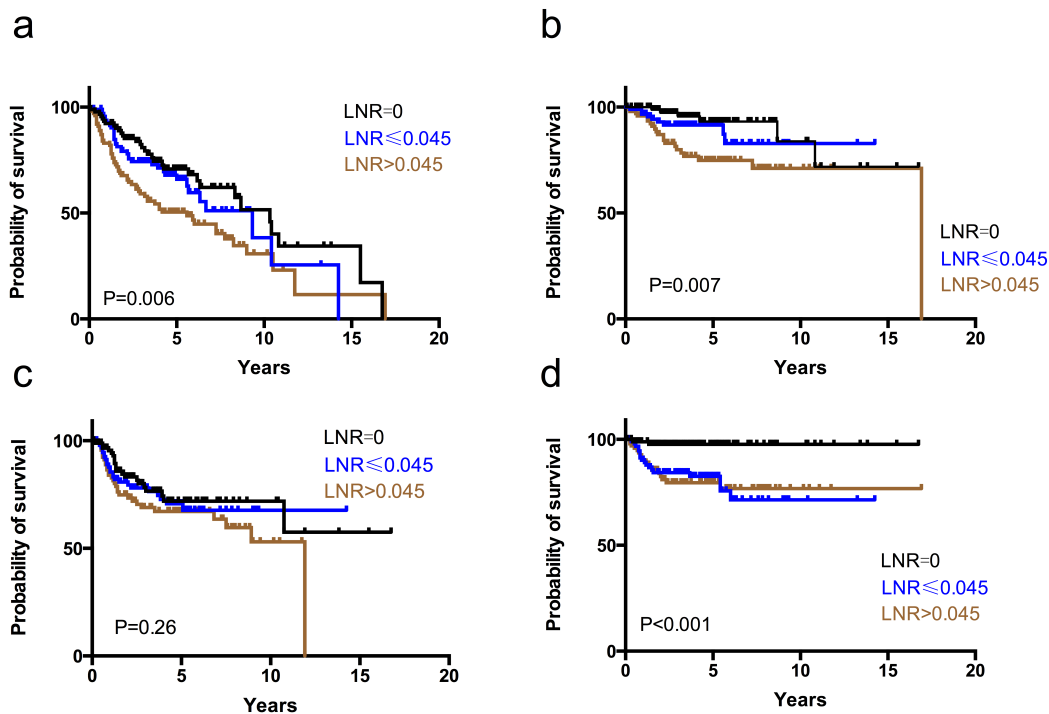 a
Probability of survival
100
50
0
LNR=0
LNR⩽0.045
LNR>0.045
P=0.006
0 5 10 15 20
Years
b
Probability of survival
100
50
0
LNR=0
LNR⩽0.045
LNR>0.045
P=0.007
0 5 10 15 20
Years
c
Probability of survival
100
50
0
LNR=0
LNR⩽0.045
LNR>0.045
P=0.26
0 5 10 15 20
Years
d
Probability of survival
100
50
0
LNR=0
LNR⩽0.045
LNR>0.045
P<0.001
0 5 10 15 20
Years